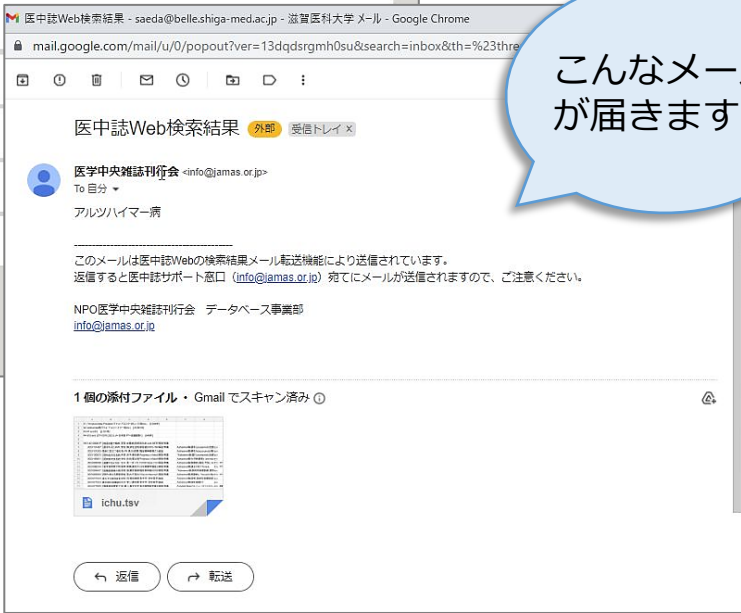 医中誌Web検索結果 - saeda@belle.shiga-med.ac.jp - 滋賀医科大学 メール - Google Chrome
mail.google.com/mail/u/0/popout?ver=13dqdsrgmh0su&search=inbox&th=%23thre
こんなメー
が届きます
医中誌Web検索結果 外部 受信トレイ ×
医学中央雑誌刊行会 <info@jamas.or.jp>
To 自分
アルツハイマー病
--------------------------------------------
このメールは医中誌Webの検索結果メール転送機能により送信されています。
返信すると医中誌サポート窓口（info@jamas.or.jp）宛てにメールが送信されますので、ご注意ください。
NPO医学中央雑誌刊行会 データベース事業部
info@jamas.or.jp
1 個の添付ファイル • Gmail でスキャン済み
ichu.tsv
返信
転送